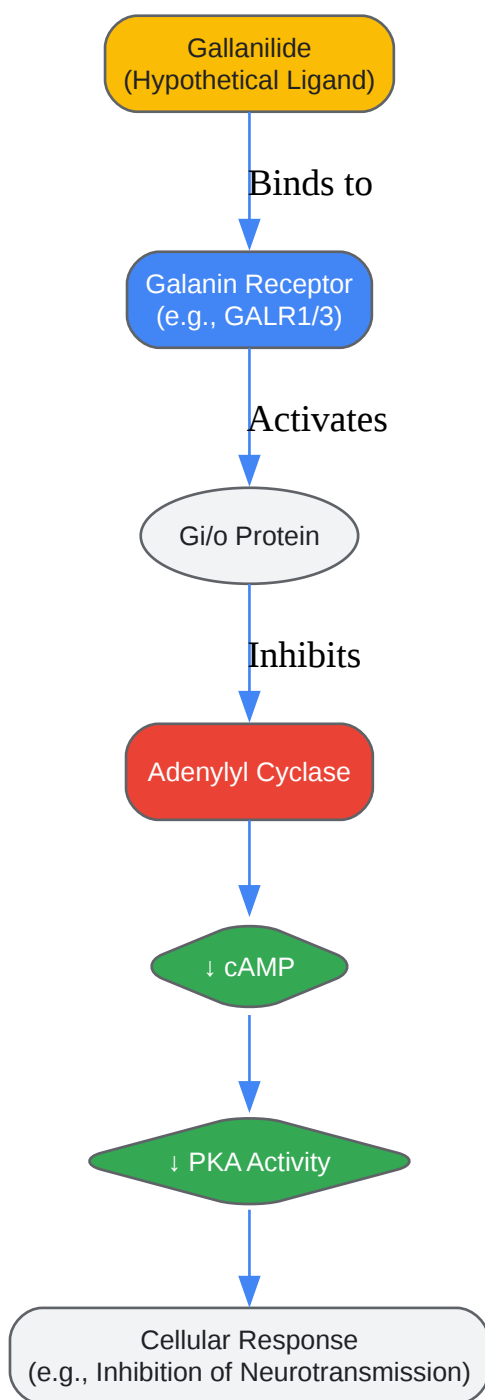 Gallanilide
(Hypothetical Ligand)
Binds to
Galanin Receptor
(e.g., GALR1/3)
Activates
Gi/o Protein
Inhibits
Adenylyl Cyclase
↓ cAMP
↓ PKA Activity
Cellular Response
(e.g., Inhibition of Neurotransmission)